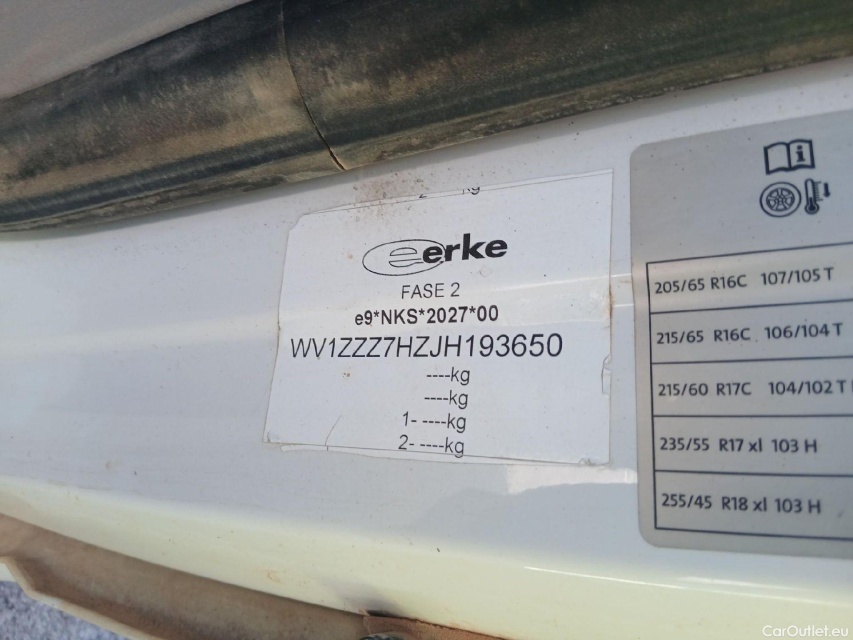 kg
eerke
FASE 2
e9*NKS*2027*00
WV1ZZZ7HZJH193650
----kg
----kg
1- ----kg
2- ----kg
205/65 R16C 107/105 T
215/65 R16C 106/104 T
215/60 R17C 104/102 T
235/55 R17 xl 103 H
255/45 R18 xl 103 H
CarOutlet.eu